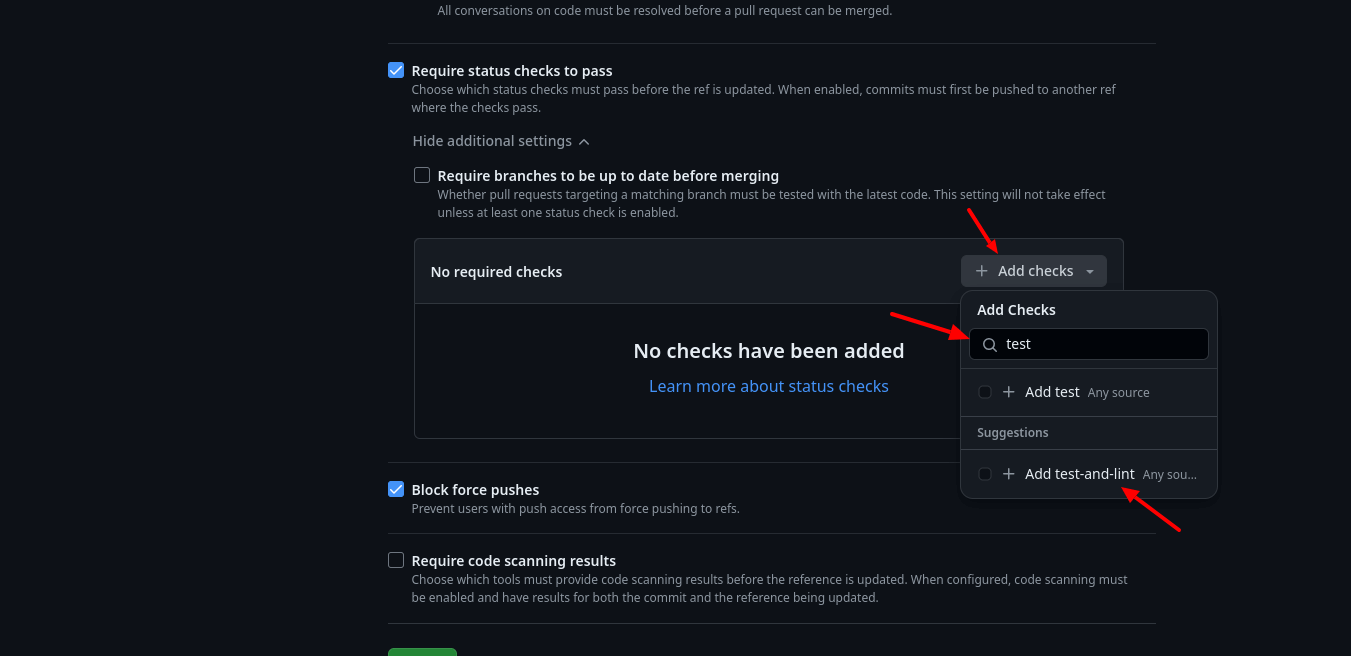 All conversations on code must be resolved before a pull request can be merged.
Require status checks to pass
Choose which status checks must pass before the ref is updated. When enabled, commits must first be pushed to another ref
where the checks pass.
Hide additional settings
Require branches to be up to date before merging
Whether pull requests targeting a matching branch must be tested with the latest code. This setting will not take effect
unless at least one status check is enabled.
No required checks
Add checks
Add Checks
test
Add test Any source
Suggestions
Add test-and-lint Any sou...
No checks have been added
Learn more about status checks
Block force pushes
Prevent users with push access from force pushing to refs.
Require code scanning results
Choose which tools must provide code scanning results before the reference is updated. When configured, code scanning must
be enabled and have results for both the commit and the reference being updated.